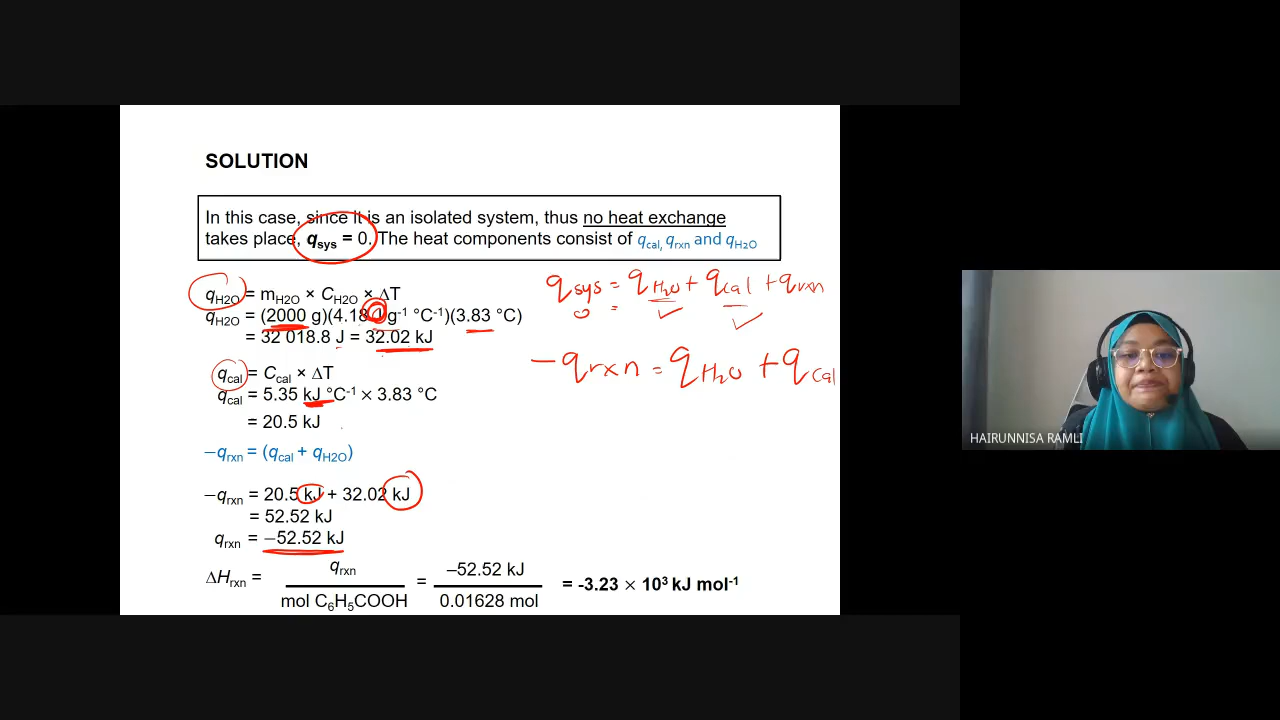 SOLUTION
In this case, since it is an isolated system, thus no heat exchange
takes place, qsys = 0. The heat components consist of qcal, qrxn and qH2O
qH2O = mH2O × CH2O × ΔT
qH2O = (2000 g)(4.18 J g-1 °C-1)(3.83 °C)
= 32 018.8 J = 32.02 kJ
qsys = qH2O + qcal + qrxn
0 =
−qrxn = qH2O + qcal
qcal = Ccal × ΔT
qcal = 5.35 kJ °C-1 × 3.83 °C
= 20.5 kJ
−qrxn = (qcal + qH2O)
−qrxn = 20.5 kJ + 32.02 kJ
= 52.52 kJ
qrxn = −52.52 kJ
ΔHrxn = qrxn / mol C6H5COOH = –52.52 kJ / 0.01628 mol = -3.23 × 10³ kJ mol-1
HAIRUNNISA RAMLI